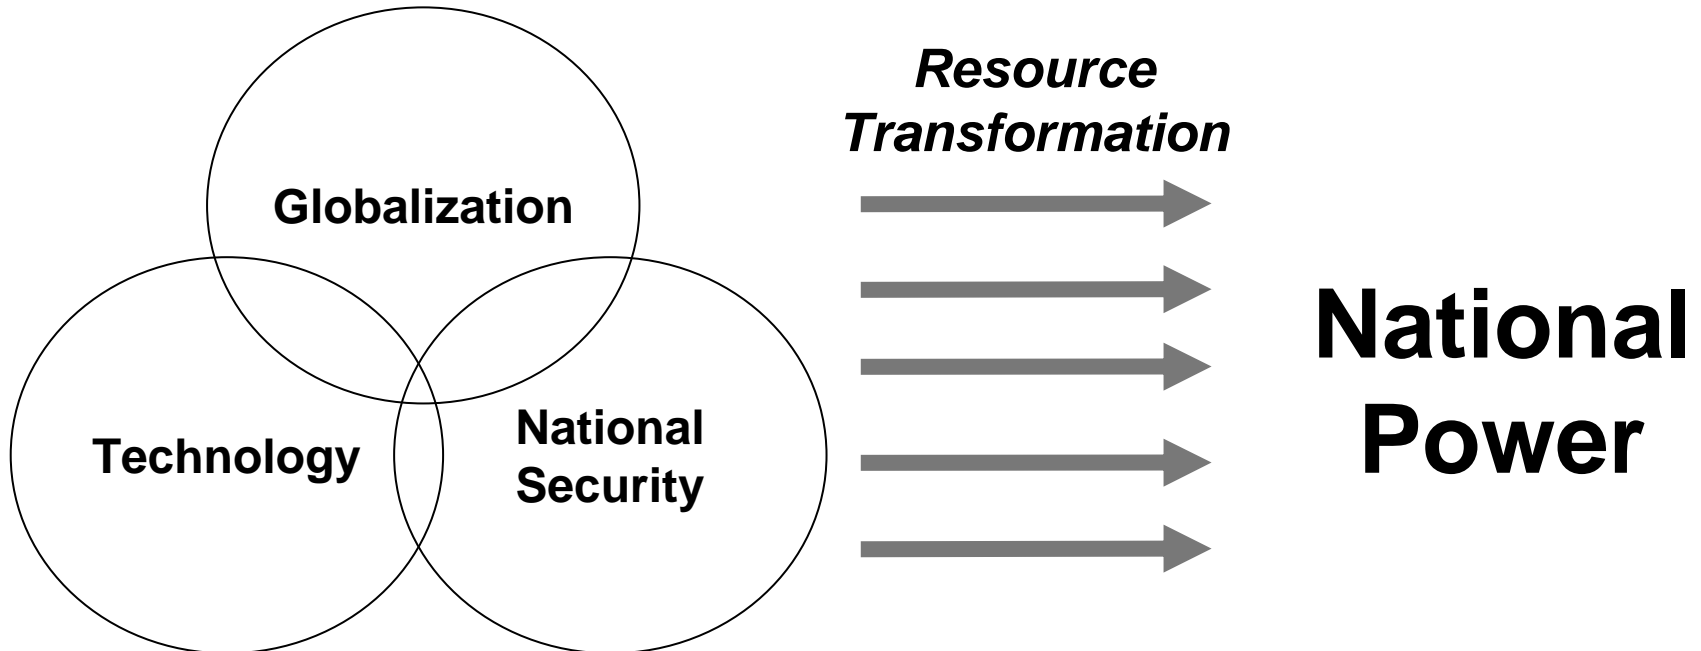 Globalization
Technology
National
Security
Resource
Transformation
National
Power